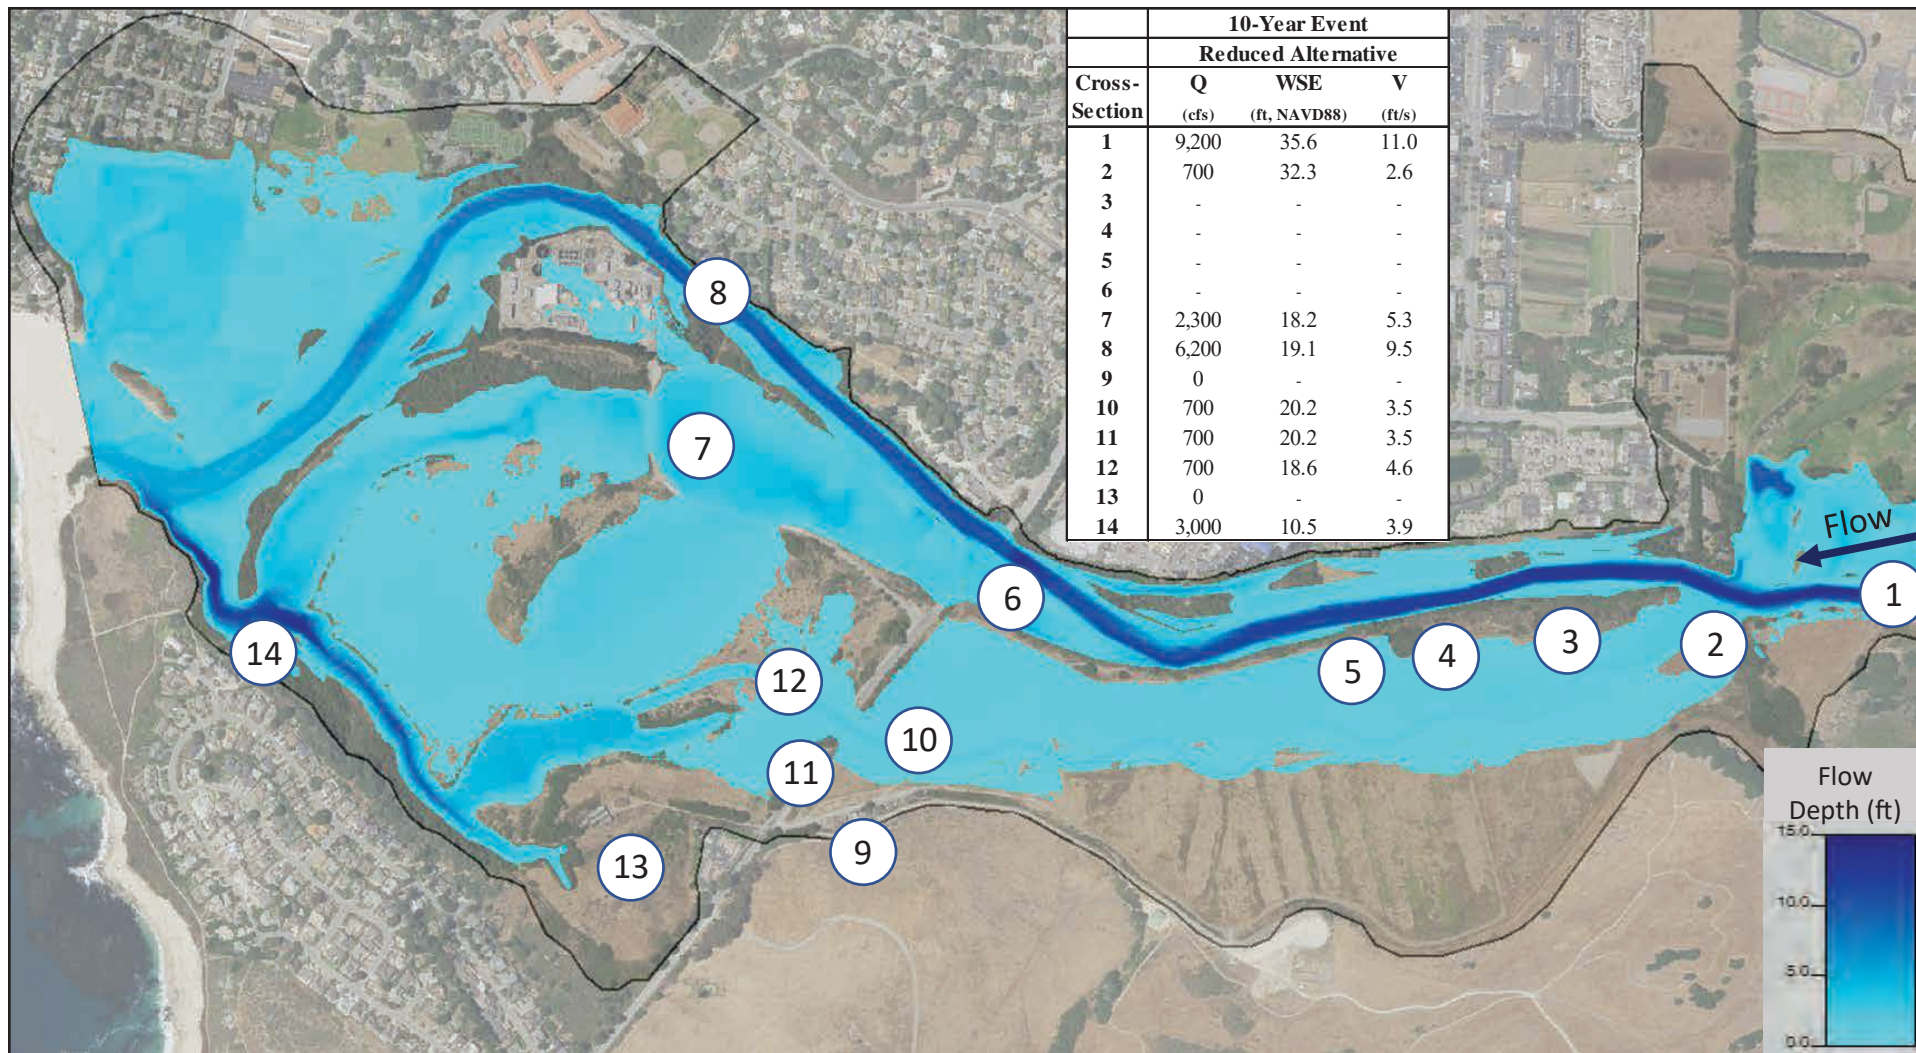 10-Year Event
Reduced Alternative
Cross- Q WSE V
Section (cfs) (ft, NAVD88) (ft/s)
1 9,200 35.6 11.0
2 700 32.3 2.6
3 - - -
4 - - -
5 - - -
6 - - -
7 2,300 18.2 5.3
8 6,200 19.1 9.5
9 0 - -
10 700 20.2 3.5
11 700 20.2 3.5
12 700 18.6 4.6
13 0 - -
14 3,000 10.5 3.9
8
7
Flow
6
1
14
12
5
4
3
2
10
11
13
9
Flow
Depth (ft)
15.0
10.0
5.0
0.0